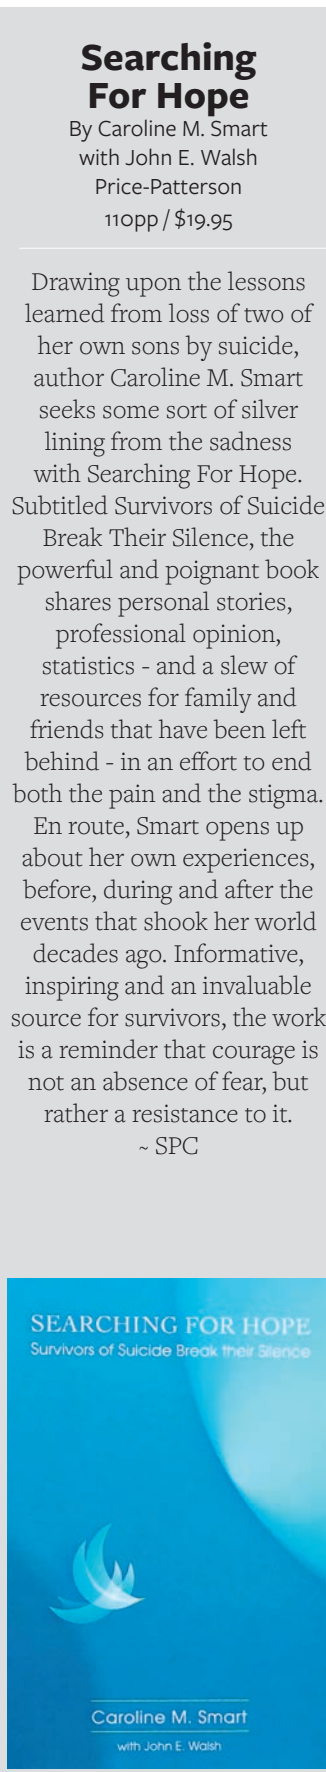 Searching
For Hope
By Caroline M. Smart
with John E. Walsh
Price-Patterson
110pp / $19.95
Drawing upon the lessons
learned from loss of two of
her own sons by suicide,
author Caroline M. Smart
seeks some sort of silver
lining from the sadness
with Searching For Hope.
Subtitled Survivors of Suicide
Break Their Silence, the
powerful and poignant book
shares personal stories,
professional opinion,
statistics - and a slew of
resources for family and
friends that have been left
behind - in an effort to end
both the pain and the stigma.
En route, Smart opens up
about her own experiences,
before, during and after the
events that shook her world
decades ago. Informative,
inspiring and an invaluable
source for survivors, the work
is a reminder that courage is
not an absence of fear, but
rather a resistance to it.
~ SPC
SEARCHING FOR HOPE
Survivors of Suicide Break their Silence
Caroline M. Smart
with John E. Walsh